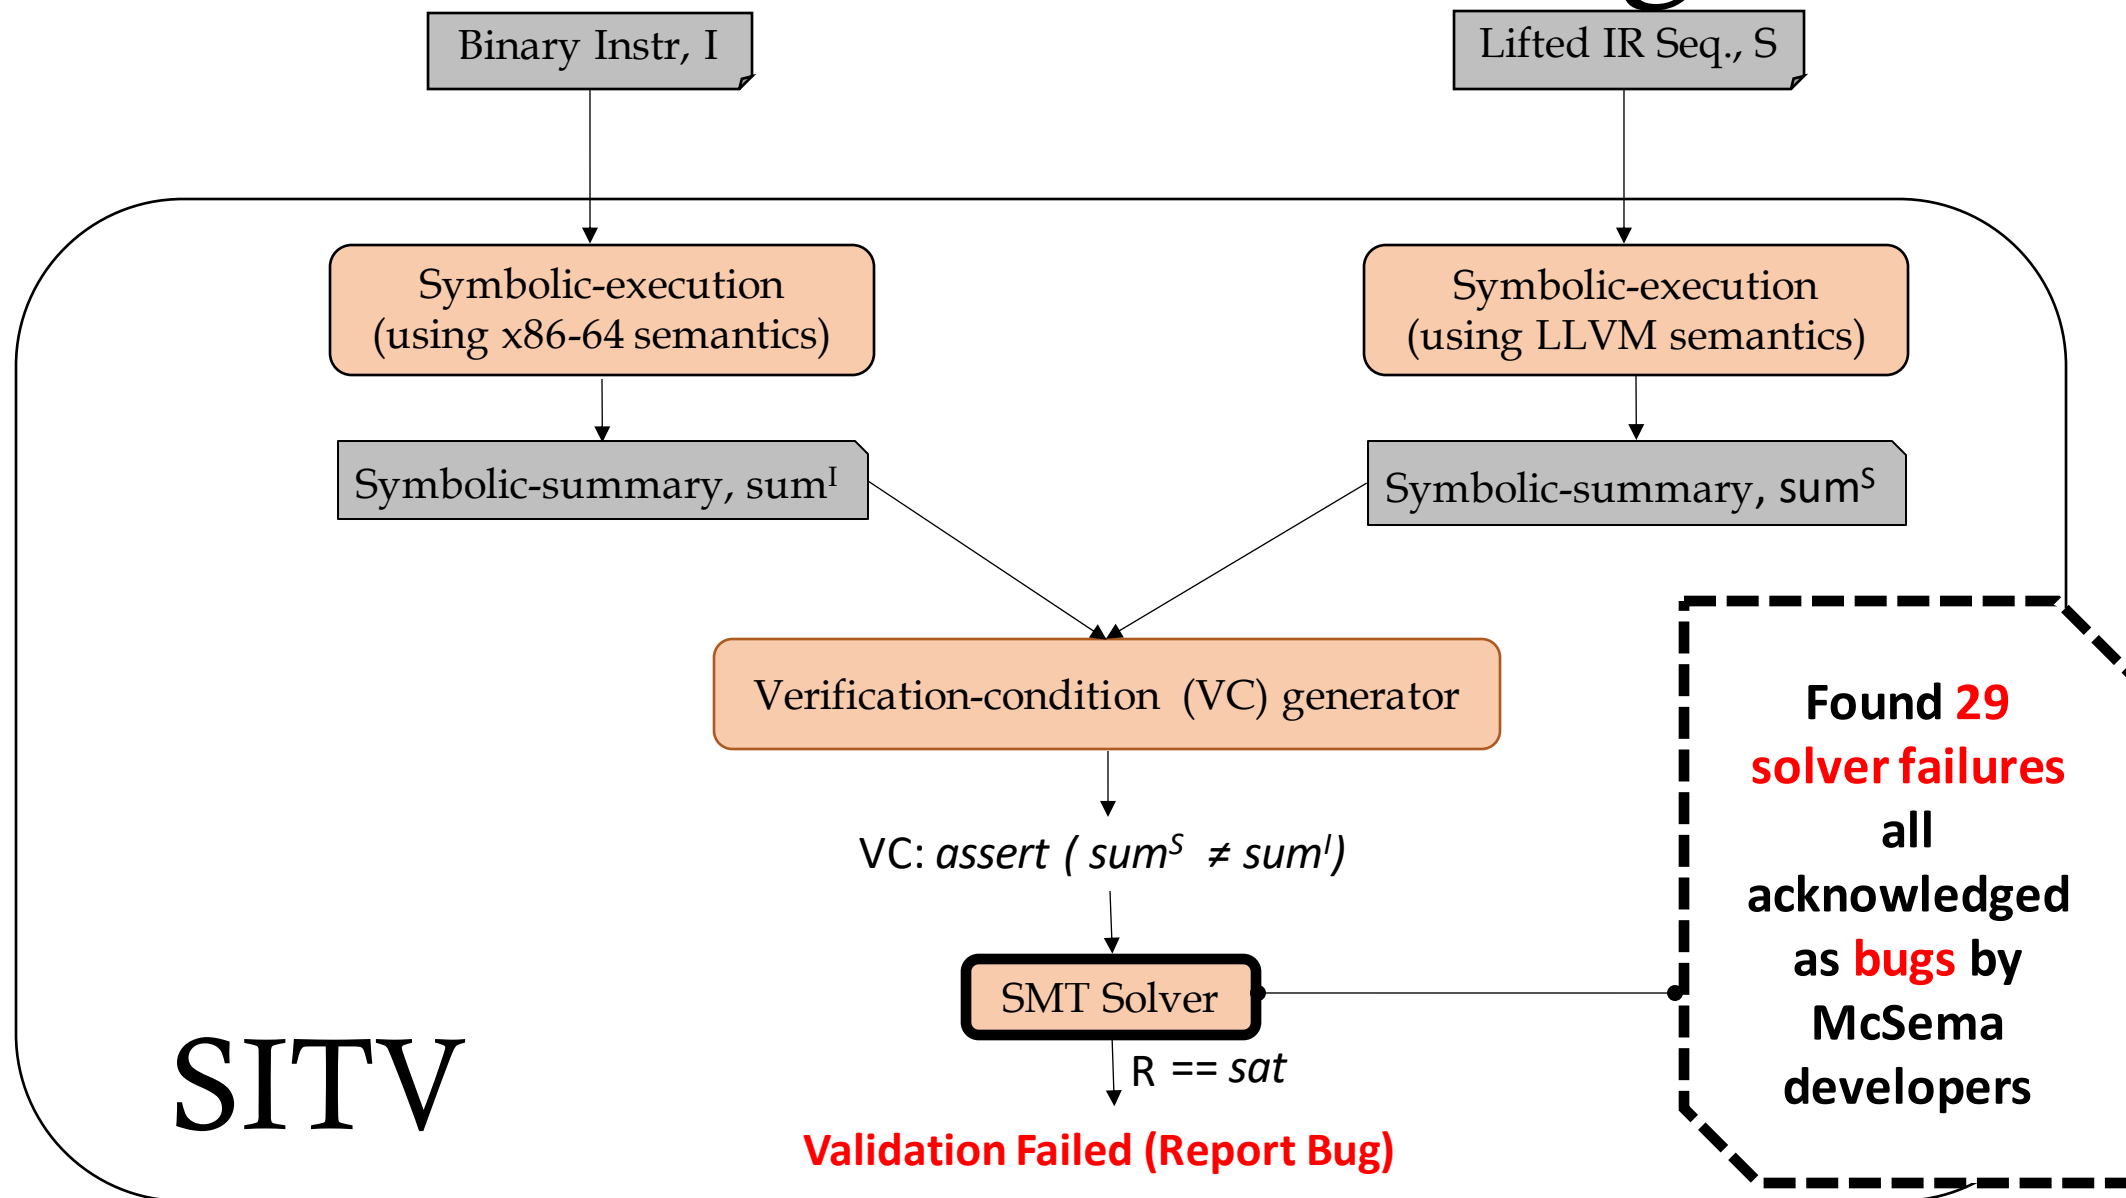 Binary Instr, I
Lifted IR Seq., S
Symbolic-execution
(using x86-64 semantics)
Symbolic-execution
(using LLVM semantics)
Symbolic-summary, sumᴵ
Symbolic-summary, sumˢ
Verification-condition (VC) generator
VC: assert ( sumˢ ≠ sumᴵ)
SMT Solver
R == sat
Validation Failed (Report Bug)
SITV
Found 29
solver failures
all
acknowledged
as bugs by
McSema
developers